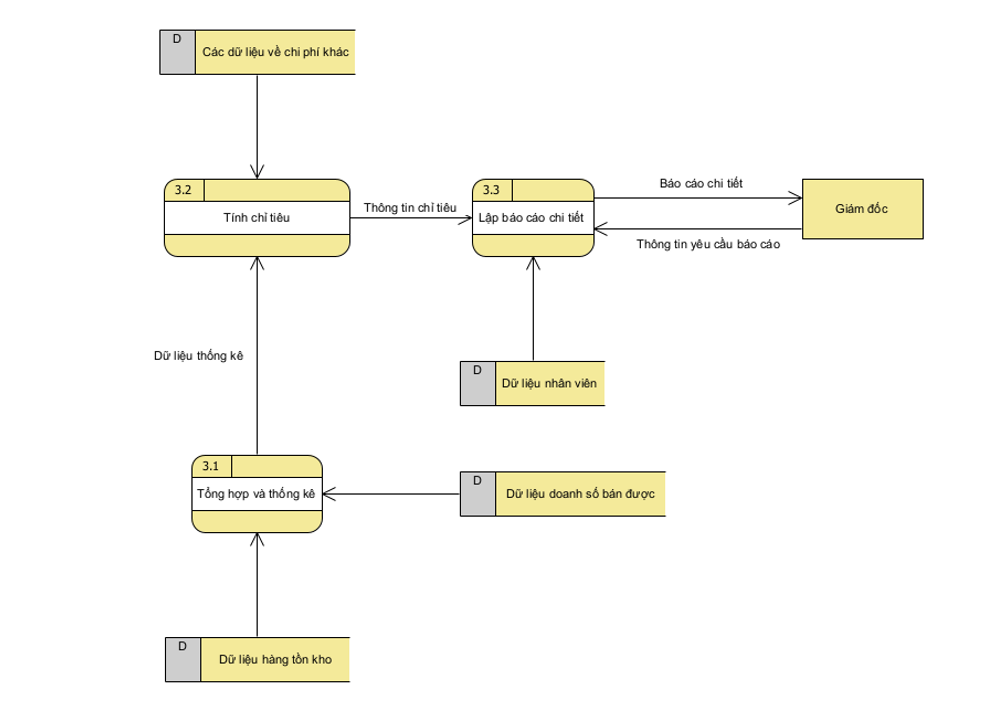 D
Các dữ liệu về chi phí khác
3.2
Tính chỉ tiêu
Thông tin chỉ tiêu
3.3
Lập báo cáo chi tiết
Báo cáo chi tiết
Giám đốc
Thông tin yêu cầu báo cáo
Dữ liệu thống kê
D
Dữ liệu nhân viên
3.1
Tổng hợp và thống kê
D
Dữ liệu doanh số bán được
D
Dữ liệu hàng tồn kho